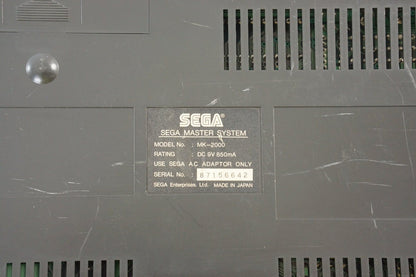 SEGA
SEGA MASTER SYSTEM
MODEL No. : MK-2000
RATING : DC 9V 850mA
USE SEGA AC ADAPTOR ONLY
SERIAL No. : 87156642
SEGA Enterprises, Ltd. MADE IN JAPAN